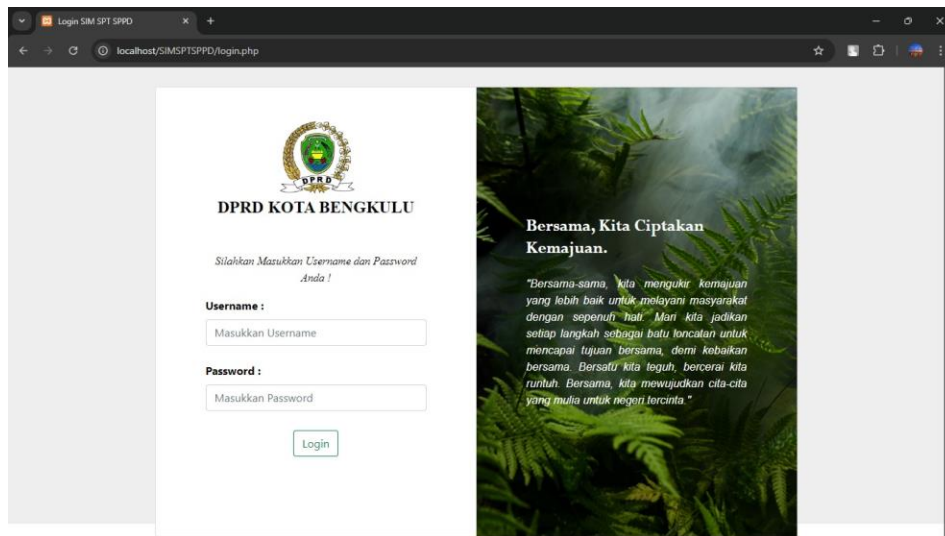 Login SIM SPT SPPD
localhost/SIMSPTSPPD/login.php
DPRD
DPRD KOTA BENGKULU
Silahkan Masukkan Username dan Password
Anda !
Username :
Masukkan Username
Password :
Masukkan Password
Login
Bersama, Kita Ciptakan
Kemajuan.
"Bersama-sama, kita mengukir kemajuan
yang lebih baik untuk melayani masyarakat
dengan sepenuh hati. Mari kita jadikan
setiap langkah sebagai batu loncatan untuk
mencapai tujuan bersama, demi kebaikan
bersama. Bersatu kita teguh, bercerai kita
runtuh. Bersama, kita mewujudkan cita-cita
yang mulia untuk negeri tercinta."